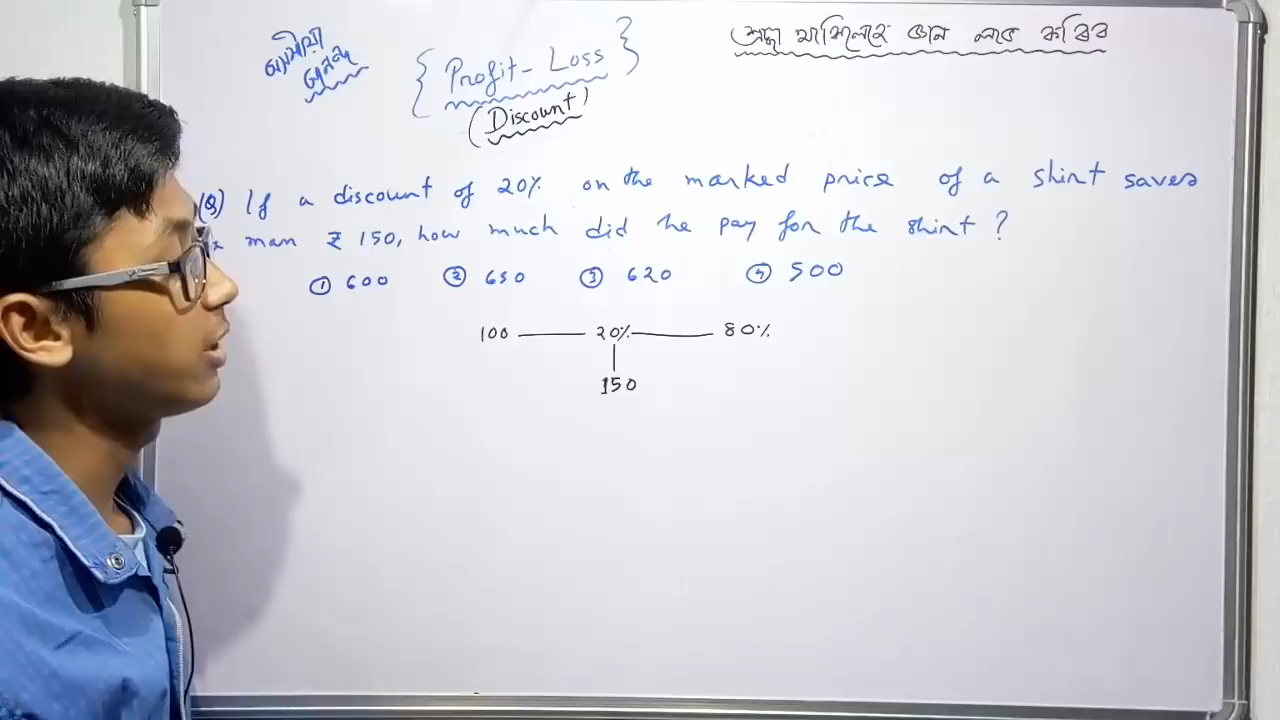 { Profit - Loss }
(Discount)
(Q) If a discount of 20% on the marked price of a shirt saves
man ₹ 150, how much did he pay for the shirt ?
① 600 ② 650 ③ 620 ④ 500
100 — 20% — 80%
150